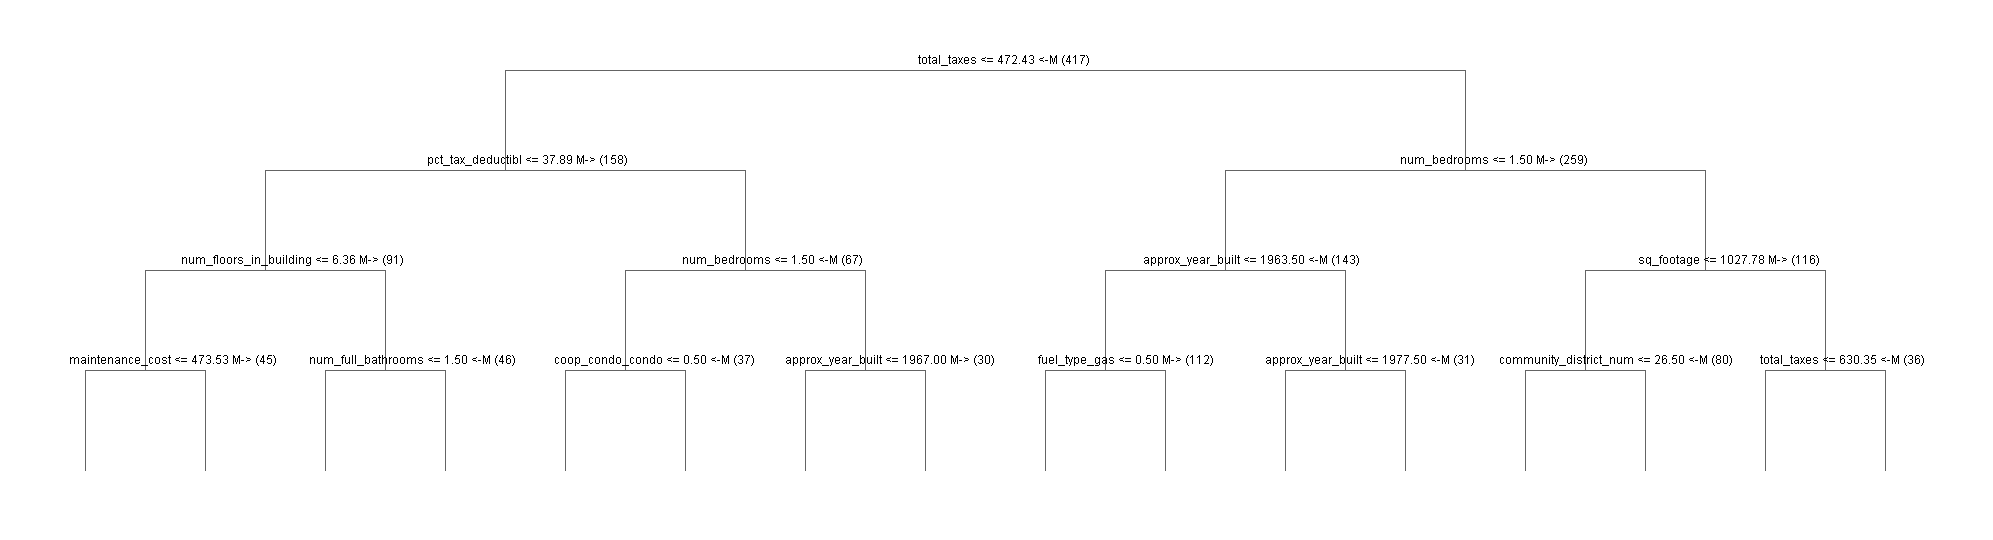 total_taxes <= 472.43 <-M (417)
pct_tax_deductibl <= 37.89 M-> (158)
num_bedrooms <= 1.50 M-> (259)
num_floors_in_building <= 6.36 M-> (91)
num_bedrooms <= 1.50 <-M (67)
approx_year_built <= 1963.50 <-M (143)
sq_footage <= 1027.78 M-> (116)
maintenance_cost <= 473.53 M-> (45)
num_full_bathrooms <= 1.50 <-M (46)
coop_condo_condo <= 0.50 <-M (37)
approx_year_built <= 1967.00 M-> (30)
fuel_type_gas <= 0.50 M-> (112)
approx_year_built <= 1977.50 <-M (31)
community_district_num <= 26.50 <-M (80)
total_taxes <= 630.35 <-M (36)